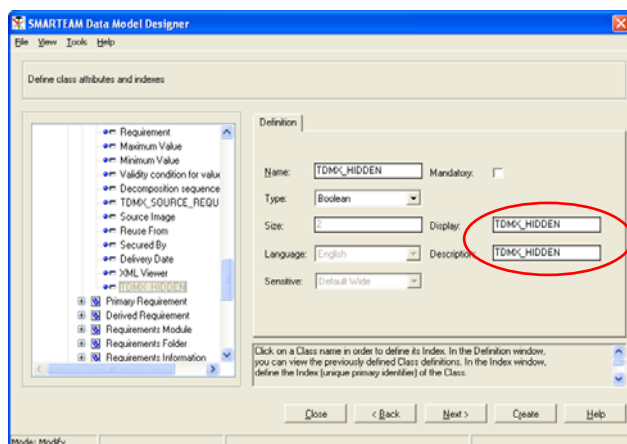 SMARTEAM Data Model Designer
File View Tools Help
Define class attributes and indexes
Requirement
Maximum Value
Minimum Value
Validity condition for value
Decomposition sequence
TDMX_SOURCE_REQU
Source Image
Reuse From
Secured By
Delivery Date
XML Viewer
TDMX_HIDDEN
Primary Requirement
Derived Requirement
Requirements Module
Requirements Folder
Requirements Information
Definition
Name: TDMX_HIDDEN Mandatory:
Type: Boolean
Size: 2 Display: TDMX_HIDDEN
Language: English Description: TDMX_HIDDEN
Sensitive: Default Wide
Click on a Class name in order to define its Index. In the Definition window,
you can view the previously defined Class definitions. In the Index window,
define the Index (unique primary identifier) of the Class.
Close < Back Next > Create Help
Mode: Modify